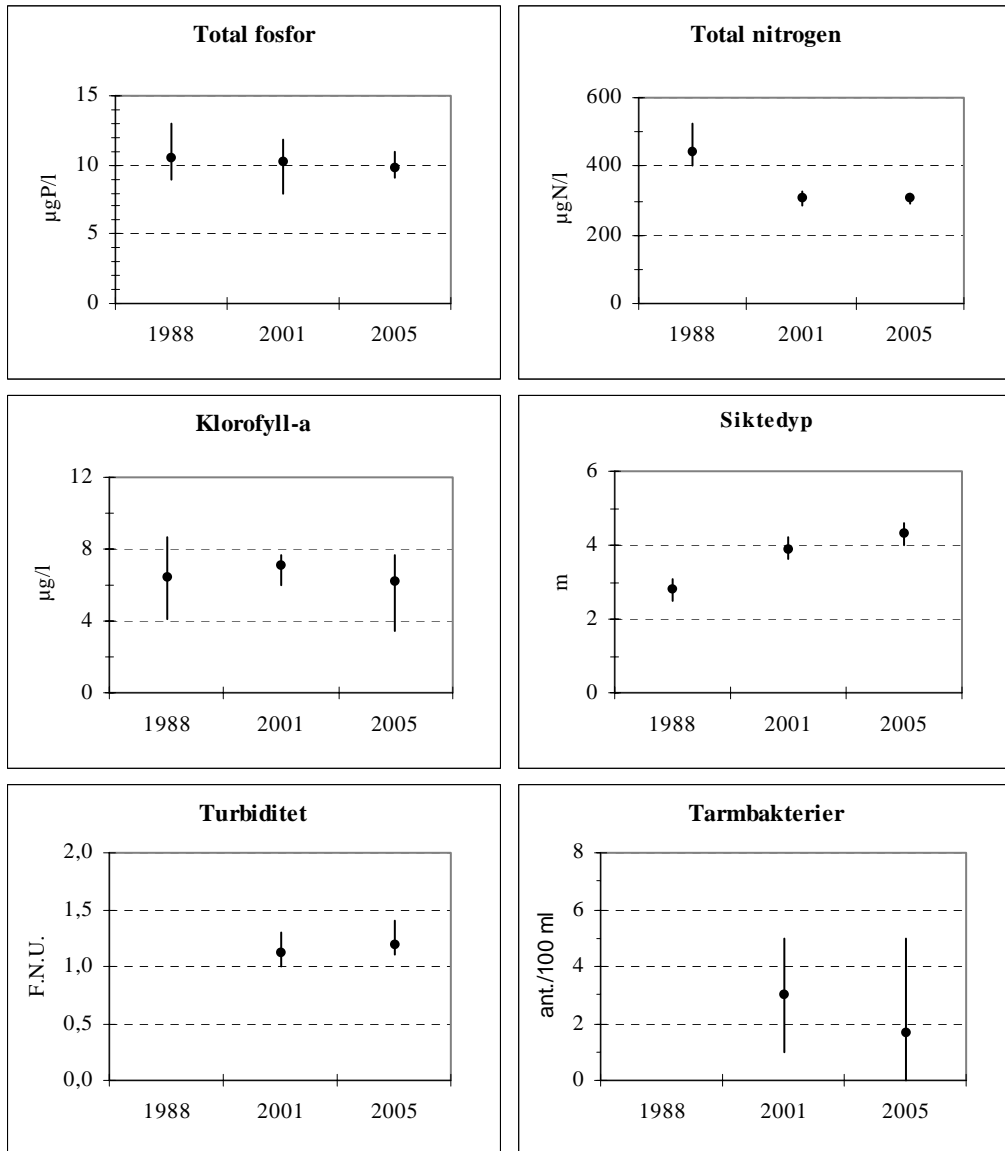 Total fosfor
µgP/l
15
10
5
0
1988 2001 2005
Total nitrogen
µgN/l
600
400
200
0
1988 2001 2005
Klorofyll-a
µg/l
12
8
4
0
1988 2001 2005
Siktedyp
m
6
4
2
0
1988 2001 2005
Turbiditet
F.N.U.
2,0
1,5
1,0
0,5
0,0
1988 2001 2005
Tarmbakterier
ant./100 ml
8
6
4
2
0
1988 2001 2005